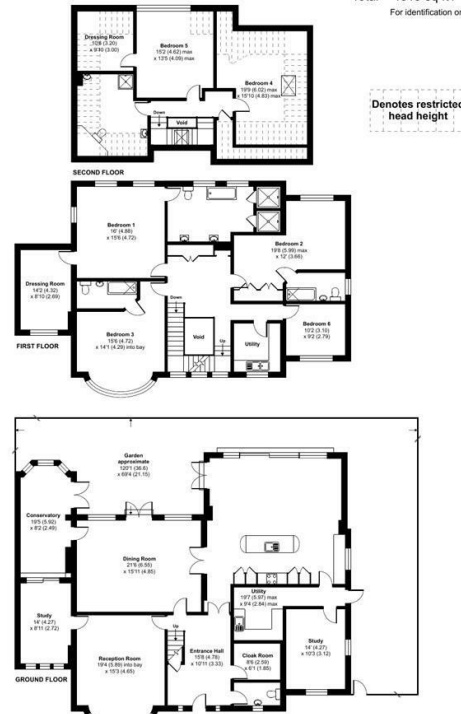 For identification on
Denotes restricted
head height
Dressing Room
10'6 (3.20)
x 9'10 (3.00)
Bedroom 5
15'2 (4.62) max
x 13'5 (4.09) max
Bedroom 4
19'9 (6.02) max
x 15'10 (4.83) max
Down
Void
SECOND FLOOR
Bedroom 1
16' (4.88)
x 15'6 (4.72)
Bedroom 2
19'8 (5.99) max
x 12' (3.66)
Dressing Room
14'2 (4.32)
x 8'10 (2.69)
Bedroom 3
15'6 (4.72)
x 14'1 (4.29) into bay
Down
Void
Up
Utility
Bedroom 6
10'2 (3.10)
x 9'2 (2.79)
FIRST FLOOR
Garden
approximate
120'1 (36.6)
x 69'4 (21.15)
Conservatory
19'5 (5.92)
x 8'2 (2.49)
Dining Room
21'6 (6.55)
x 15'11 (4.85)
Utility
19'7 (5.97) max
x 9'4 (2.84) max
Study
14' (4.27)
x 8'11 (2.72)
Reception Room
19'4 (5.89) into bay
x 15'3 (4.65)
Up
Entrance Hall
15'8 (4.78)
x 10'11 (3.33)
Cloak Room
8'6 (2.59)
x 6'1 (1.85)
Study
14' (4.27)
x 10'3 (3.12)
GROUND FLOOR